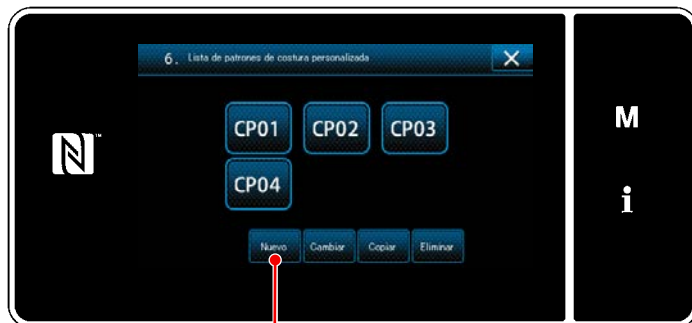 6. Lista de patrones de costura personalizada
CP01 CP02 CP03
CP04
Nuevo Cambiar Copiar Eliminar
M
i